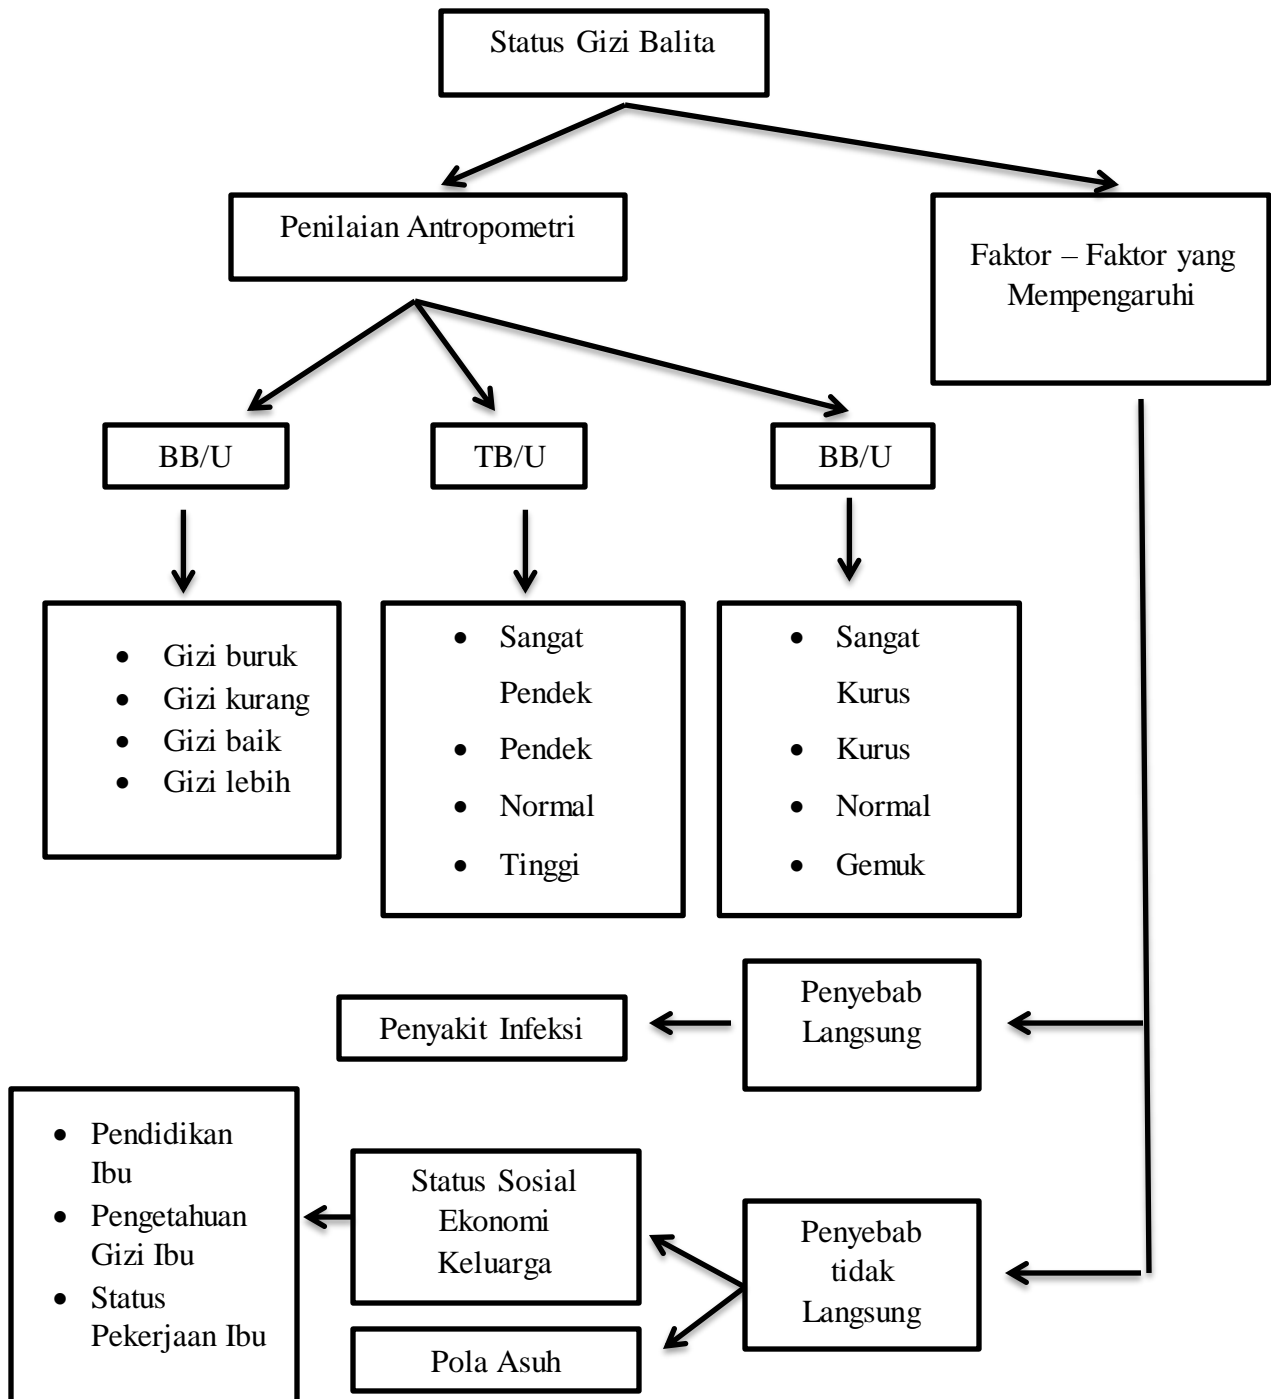 Status Gizi Balita
Penilaian Antropometri
Faktor – Faktor yang
Mempengaruhi
BB/U
TB/U
BB/U
• Gizi buruk
• Gizi kurang
• Gizi baik
• Gizi lebih
• Sangat
Pendek
• Pendek
• Normal
• Tinggi
• Sangat
Kurus
• Kurus
• Normal
• Gemuk
Penyebab
Langsung
Penyakit Infeksi
• Pendidikan
Ibu
• Pengetahuan
Gizi Ibu
• Status
Pekerjaan Ibu
Status Sosial
Ekonomi
Keluarga
Penyebab
tidak
Langsung
Pola Asuh